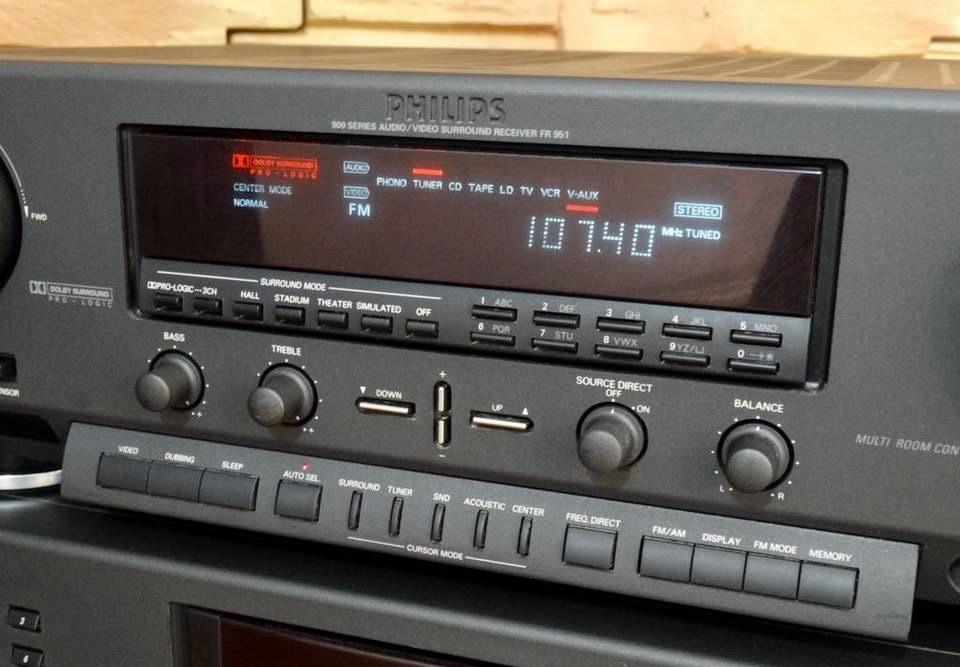 PHILIPS
900 SERIES AUDIO/VIDEO SURROUND RECEIVER FR 951
DOLBY SURROUND
PRO·LOGIC
AUDIO
PHONO TUNER CD TAPE LD TV VCR V-AUX
CENTER MODE
NORMAL
VIDEO
FM
STEREO
107.40 MHz TUNED
FWD
DOLBY SURROUND
PRO·LOGIC
SURROUND MODE
PRO-LOGIC···3CH HALL STADIUM THEATER SIMULATED OFF
1 ABC 2 DEF 3 GHI 4 JKL 5 MNO
6 PQR 7 STU 8 VWX 9 YZ/⌴ 0 -+*
BASS
- +
TREBLE
- +
▼ DOWN
+
-
UP ▲
SOURCE DIRECT
OFF
ON
BALANCE
L R
MULTI ROOM CON
VIDEO DUBBING SLEEP AUTO SEL. SURROUND TUNER SND ACOUSTIC CENTER FREQ. DIRECT FM/AM DISPLAY FM MODE MEMORY
CURSOR MODE
3
6